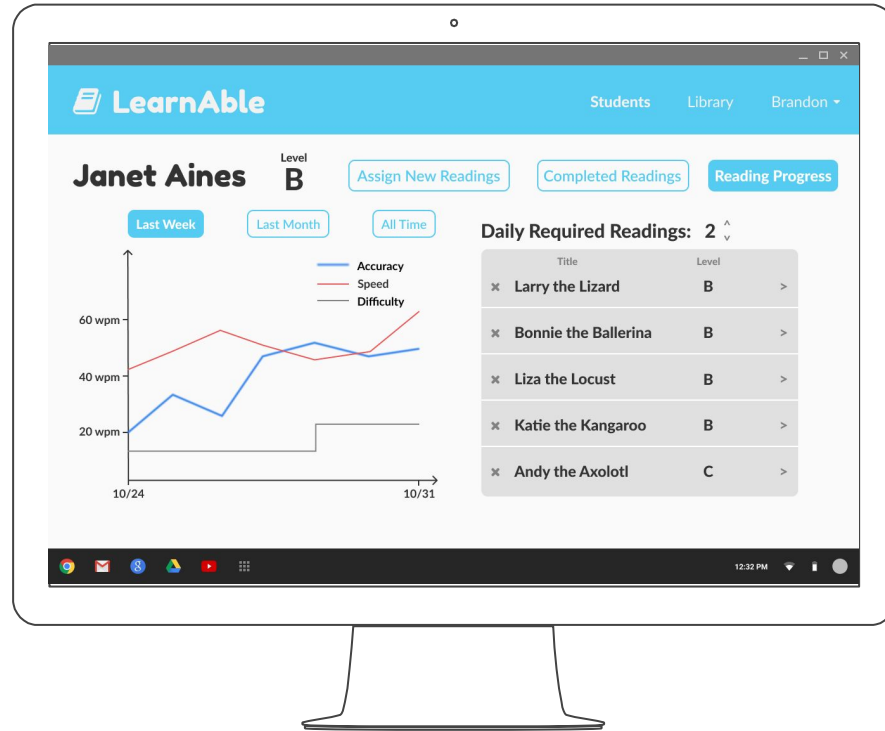 LearnAble
Students Library Brandon
Janet Aines
Level
B
Assign New Readings
Completed Readings
Reading Progress
Last Week
Last Month
All Time
Accuracy
Speed
Difficulty
60 wpm
40 wpm
20 wpm
10/24
10/31
Daily Required Readings: 2
Title Level
× Larry the Lizard B >
× Bonnie the Ballerina B >
× Liza the Locust B >
× Katie the Kangaroo B >
× Andy the Axolotl C >
8
12:32 PM